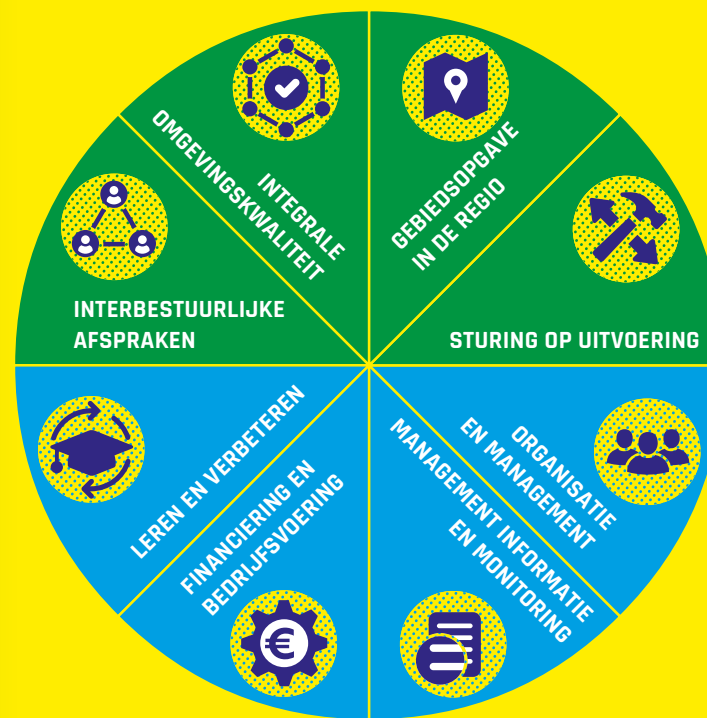 INTEGRALE
OMGEVINGSKWALITEIT
GEBIEDSOPGAVE
IN DE REGIO
INTERBESTUURLIJKE
AFSPRAKEN
STURING OP UITVOERING
LEREN EN VERBETEREN
FINANCIERING EN
BEDRIJFSVOERING
ORGANISATIE
EN MANAGEMENT
MANAGEMENT INFORMATIE
EN MONITORING
€